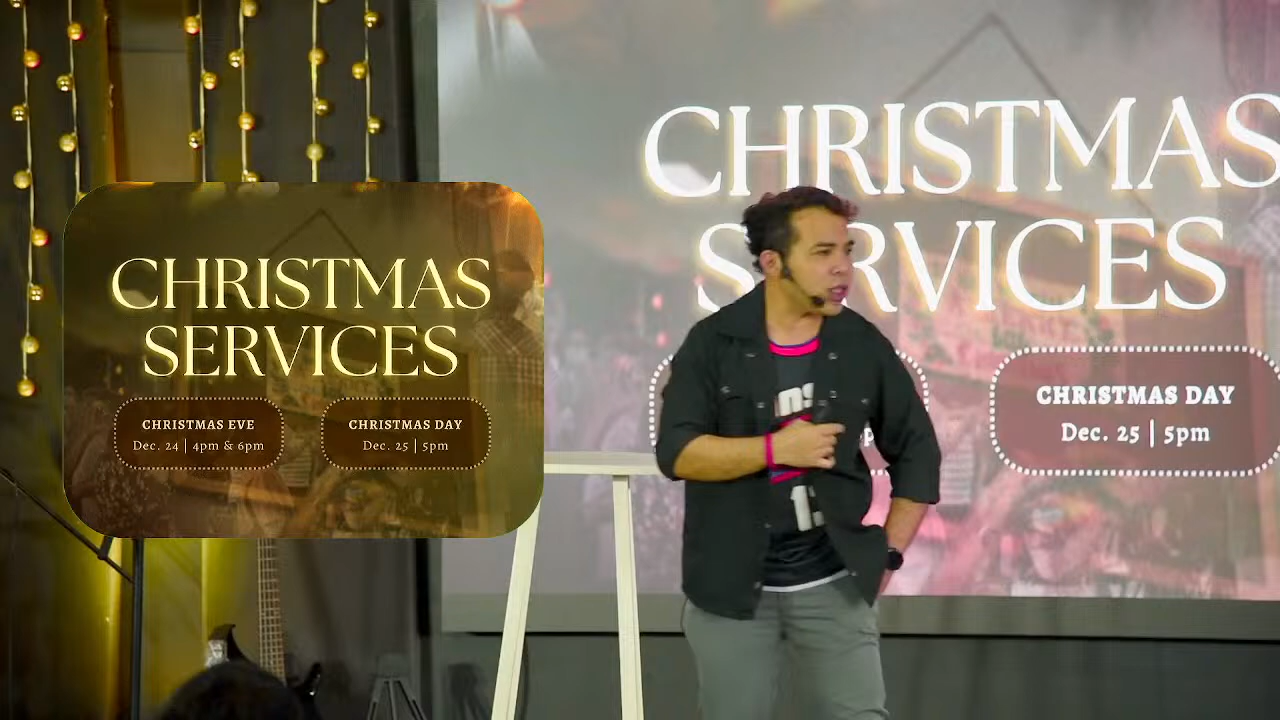 CHRISTMAS
SERVICES
CHRISTMAS EVE
Dec. 24 | 4pm & 6pm
CHRISTMAS DAY
Dec. 25 | 5pm
CHRISTMAS
SERVICES
CHRISTMAS DAY
Dec. 25 | 5pm